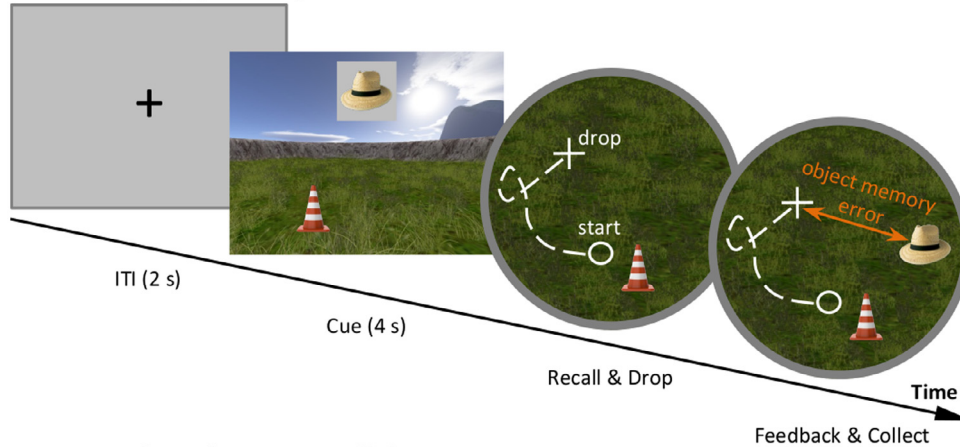 drop
start
object memory
error
ITI (2 s)
Cue (4 s)
Recall & Drop
Time
Feedback & Collect